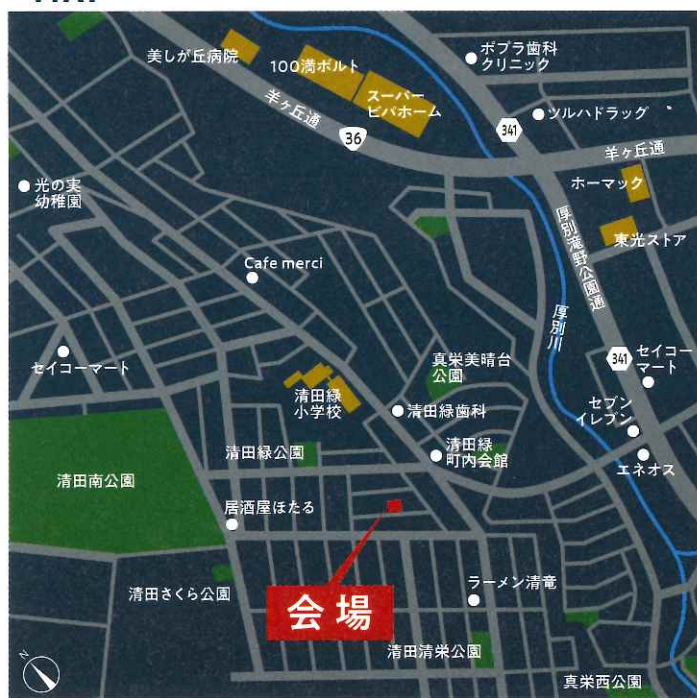 美しが丘病院
100満ボルト
スーパー
ビバホーム
羊ヶ丘通
36
ポプラ歯科
クリニック
341
ツルハドラッグ
羊ヶ丘通
ホーマック
東光ストア
光の実
幼稚園
厚別滝野公園通
Cafe merci
厚別川
セイコーマート
真栄美晴台
公園
341
セイコー
マート
清田緑
小学校
清田緑歯科
セブン
イレブン
清田緑公園
清田緑
町内会館
エネオス
清田南公園
居酒屋ほたる
会場
清田さくら公園
ラーメン清竜
清田清栄公園
真栄西公園
N